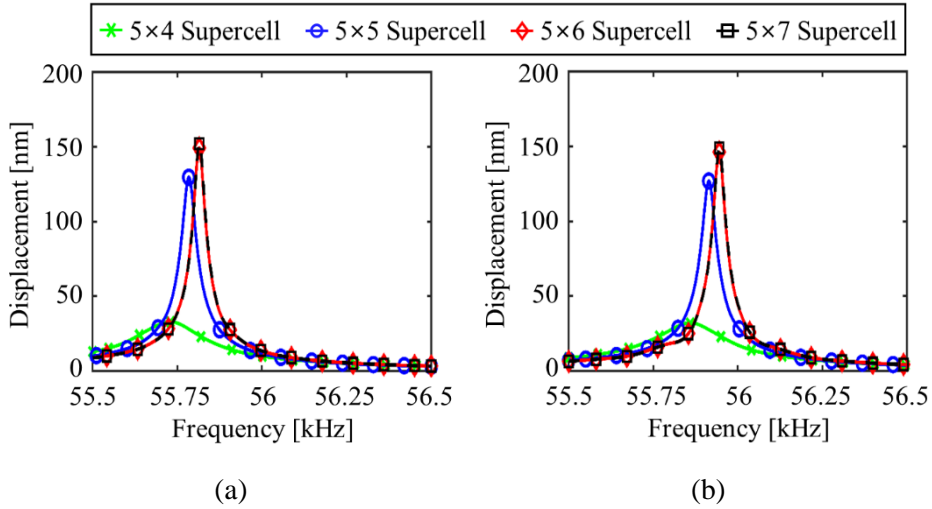 5×4 Supercell 5×5 Supercell 5×6 Supercell 5×7 Supercell
200
150
100
50
0
Displacement [nm]
55.5 55.75 56 56.25 56.5
Frequency [kHz]
(a)
200
150
100
50
0
Displacement [nm]
55.5 55.75 56 56.25 56.5
Frequency [kHz]
(b)